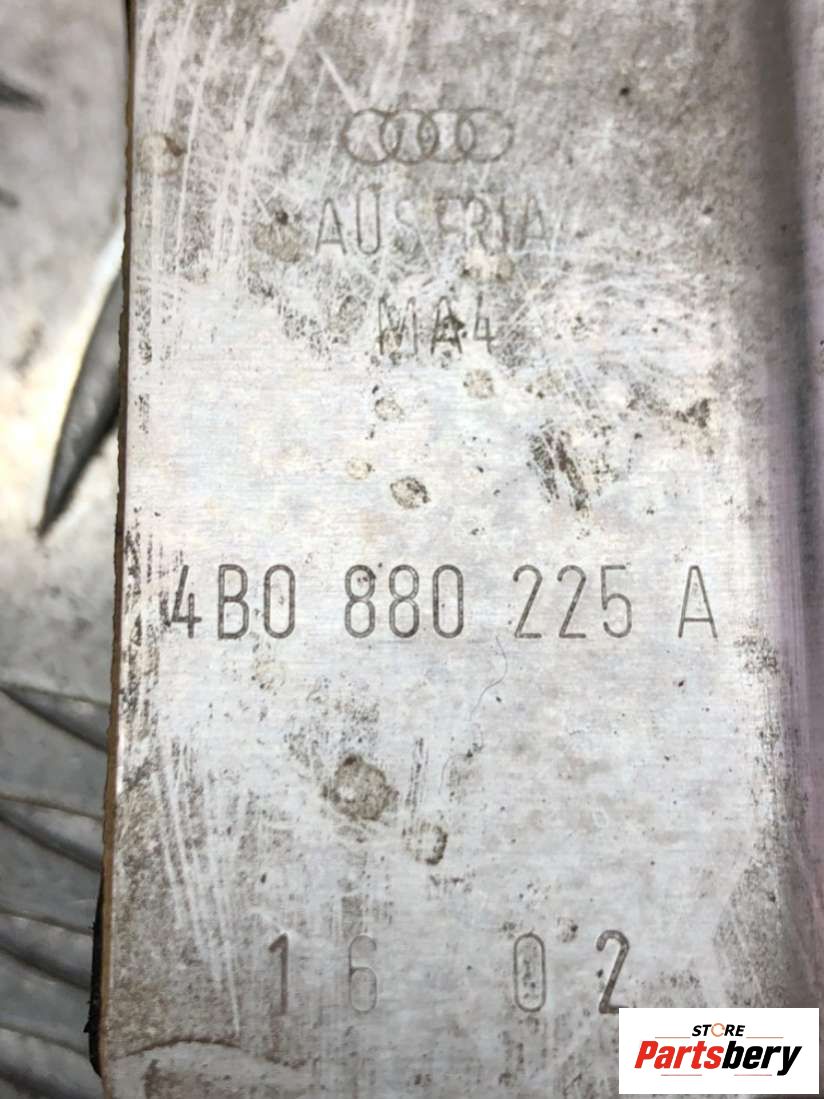 AUSTRIA
MA4
4B0 880 225 A
16 02
STORE
Partsbery